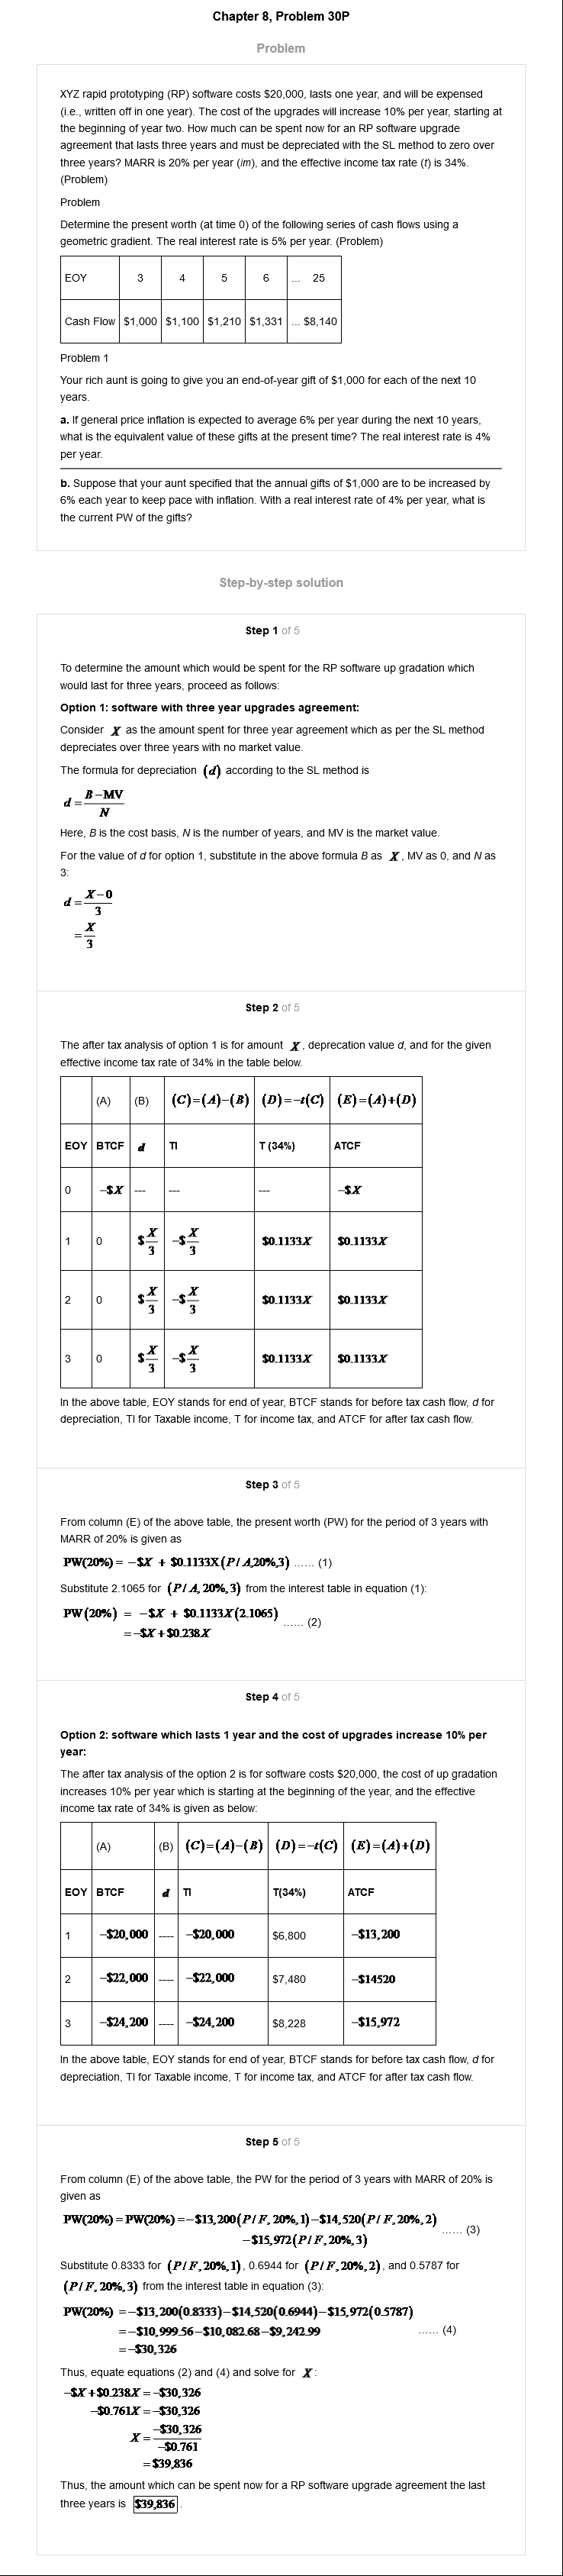 Chapter 8, Problem 30P
Problem
XYZ rapid prototyping (RP) software costs $20,000, lasts one year, and will be expensed
(i.e., written off in one year). The cost of the upgrades will increase 10% per year, starting at
the beginning of year two. How much can be spent now for an RP software upgrade
agreement that lasts three years and must be depreciated with the SL method to zero over
three years? MARR is 20% per year (im), and the effective income tax rate (t) is 34%.
(Problem)
Problem
Determine the present worth (at time 0) of the following series of cash flows using a
geometric gradient. The real interest rate is 5% per year. (Problem)
EOY 3 4 5 6 ... 25
Cash Flow $1,000 $1,100 $1,210 $1,331 ... $8,140
Problem 1
Your rich aunt is going to give you an end-of-year gift of $1,000 for each of the next 10
years.
a. If general price inflation is expected to average 6% per year during the next 10 years,
what is the equivalent value of these gifts at the present time? The real interest rate is 4%
per year.
b. Suppose that your aunt specified that the annual gifts of $1,000 are to be increased by
6% each year to keep pace with inflation. With a real interest rate of 4% per year, what is
the current PW of the gifts?
Step-by-step solution
Step 1 of 5
To determine the amount which would be spent for the RP software up gradation which
would last for three years, proceed as follows:
Option 1: software with three year upgrades agreement:
Consider X as the amount spent for three year agreement which as per the SL method
depreciates over three years with no market value.
The formula for depreciation (d) according to the SL method is
d = B−MV / N
Here, B is the cost basis, N is the number of years, and MV is the market value.
For the value of d for option 1, substitute in the above formula B as X, MV as 0, and N as
3:
d = X−0 / 3
= X / 3
Step 2 of 5
The after tax analysis of option 1 is for amount X, deprecation value d, and for the given
effective income tax rate of 34% in the table below.
(A) (B) (C)=(A)−(B) (D)=−t(C) (E)=(A)+(D)
EOY BTCF d TI T (34%) ATCF
0 −$X --- --- --- −$X
1 0 $X/3 −$X/3 $0.1133X $0.1133X
2 0 $X/3 −$X/3 $0.1133X $0.1133X
3 0 $X/3 −$X/3 $0.1133X $0.1133X
In the above table, EOY stands for end of year, BTCF stands for before tax cash flow, d for
depreciation, TI for Taxable income, T for income tax, and ATCF for after tax cash flow.
Step 3 of 5
From column (E) of the above table, the present worth (PW) for the period of 3 years with
MARR of 20% is given as
PW(20%) = −$X + $0.1133X(P/A,20%,3) ...... (1)
Substitute 2.1065 for (P/A, 20%, 3) from the interest table in equation (1):
PW(20%) = −$X + $0.1133X(2.1065)
= −$X + $0.238X ...... (2)
Step 4 of 5
Option 2: software which lasts 1 year and the cost of upgrades increase 10% per
year:
The after tax analysis of the option 2 is for software costs $20,000, the cost of up gradation
increases 10% per year which is starting at the beginning of the year, and the effective
income tax rate of 34% is given as below:
(A) (B) (C)=(A)−(B) (D)=−t(C) (E)=(A)+(D)
EOY BTCF d TI T(34%) ATCF
1 −$20,000 ---- −$20,000 $6,800 −$13,200
2 −$22,000 ---- −$22,000 $7,480 −$14520
3 −$24,200 ---- −$24,200 $8,228 −$15,972
In the above table, EOY stands for end of year, BTCF stands for before tax cash flow, d for
depreciation, TI for Taxable income, T for income tax, and ATCF for after tax cash flow.
Step 5 of 5
From column (E) of the above table, the PW for the period of 3 years with MARR of 20% is
given as
PW(20%) = PW(20%) = −$13,200(P/F, 20%, 1) −$14,520(P/F, 20%, 2)
−$15,972(P/F, 20%, 3) ...... (3)
Substitute 0.8333 for (P/F, 20%, 1), 0.6944 for (P/F, 20%, 2), and 0.5787 for
(P/F, 20%, 3) from the interest table in equation (3):
PW(20%) = −$13,200(0.8333)−$14,520(0.6944)−$15,972(0.5787)
= −$10,999.56−$10,082.68−$9,242.99 ...... (4)
= −$30,326
Thus, equate equations (2) and (4) and solve for X:
−$X + $0.238X = −$30,326
−$0.761X = −$30,326
X = −$30,326 / −$0.761
= $39,836
Thus, the amount which can be spent now for a RP software upgrade agreement the last
three years is $39,836.